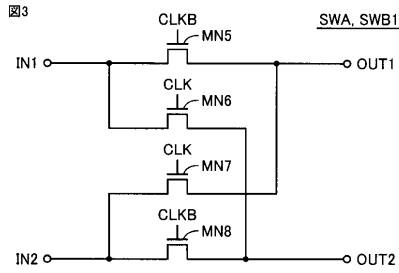 図3
SWA, SWB1
CLKB
MN5
IN1
OUT1
CLK
MN6
CLK
MN7
CLKB
MN8
IN2
OUT2